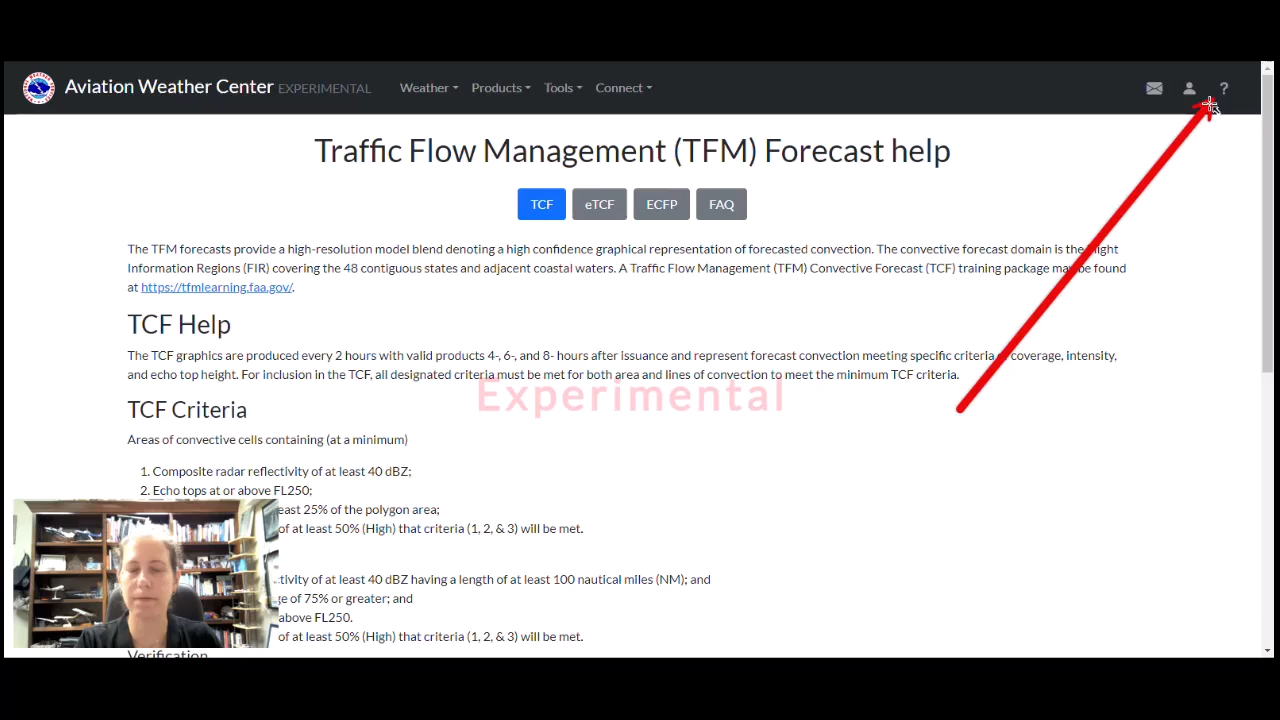 Aviation Weather Center EXPERIMENTAL Weather Products Tools Connect ?
Traffic Flow Management (TFM) Forecast help
TCF eTCF ECFP FAQ
The TFM forecasts provide a high-resolution model blend denoting a high confidence graphical representation of forecasted convection. The convective forecast domain is the Flight
Information Regions (FIR) covering the 48 contiguous states and adjacent coastal waters. A Traffic Flow Management (TFM) Convective Forecast (TCF) training package may be found
at https://tfmlearning.faa.gov/.
TCF Help
The TCF graphics are produced every 2 hours with valid products 4-, 6-, and 8- hours after issuance and represent forecast convection meeting specific criteria of coverage, intensity,
and echo top height. For inclusion in the TCF, all designated criteria must be met for both area and lines of convection to meet the minimum TCF criteria.
Experimental
TCF Criteria
Areas of convective cells containing (at a minimum)
1. Composite radar reflectivity of at least 40 dBZ;
2. Echo tops at or above FL250;
east 25% of the polygon area;
of at least 50% (High) that criteria (1, 2, & 3) will be met.
tivity of at least 40 dBZ having a length of at least 100 nautical miles (NM); and
ge of 75% or greater; and
above FL250.
of at least 50% (High) that criteria (1, 2, & 3) will be met.
Verification